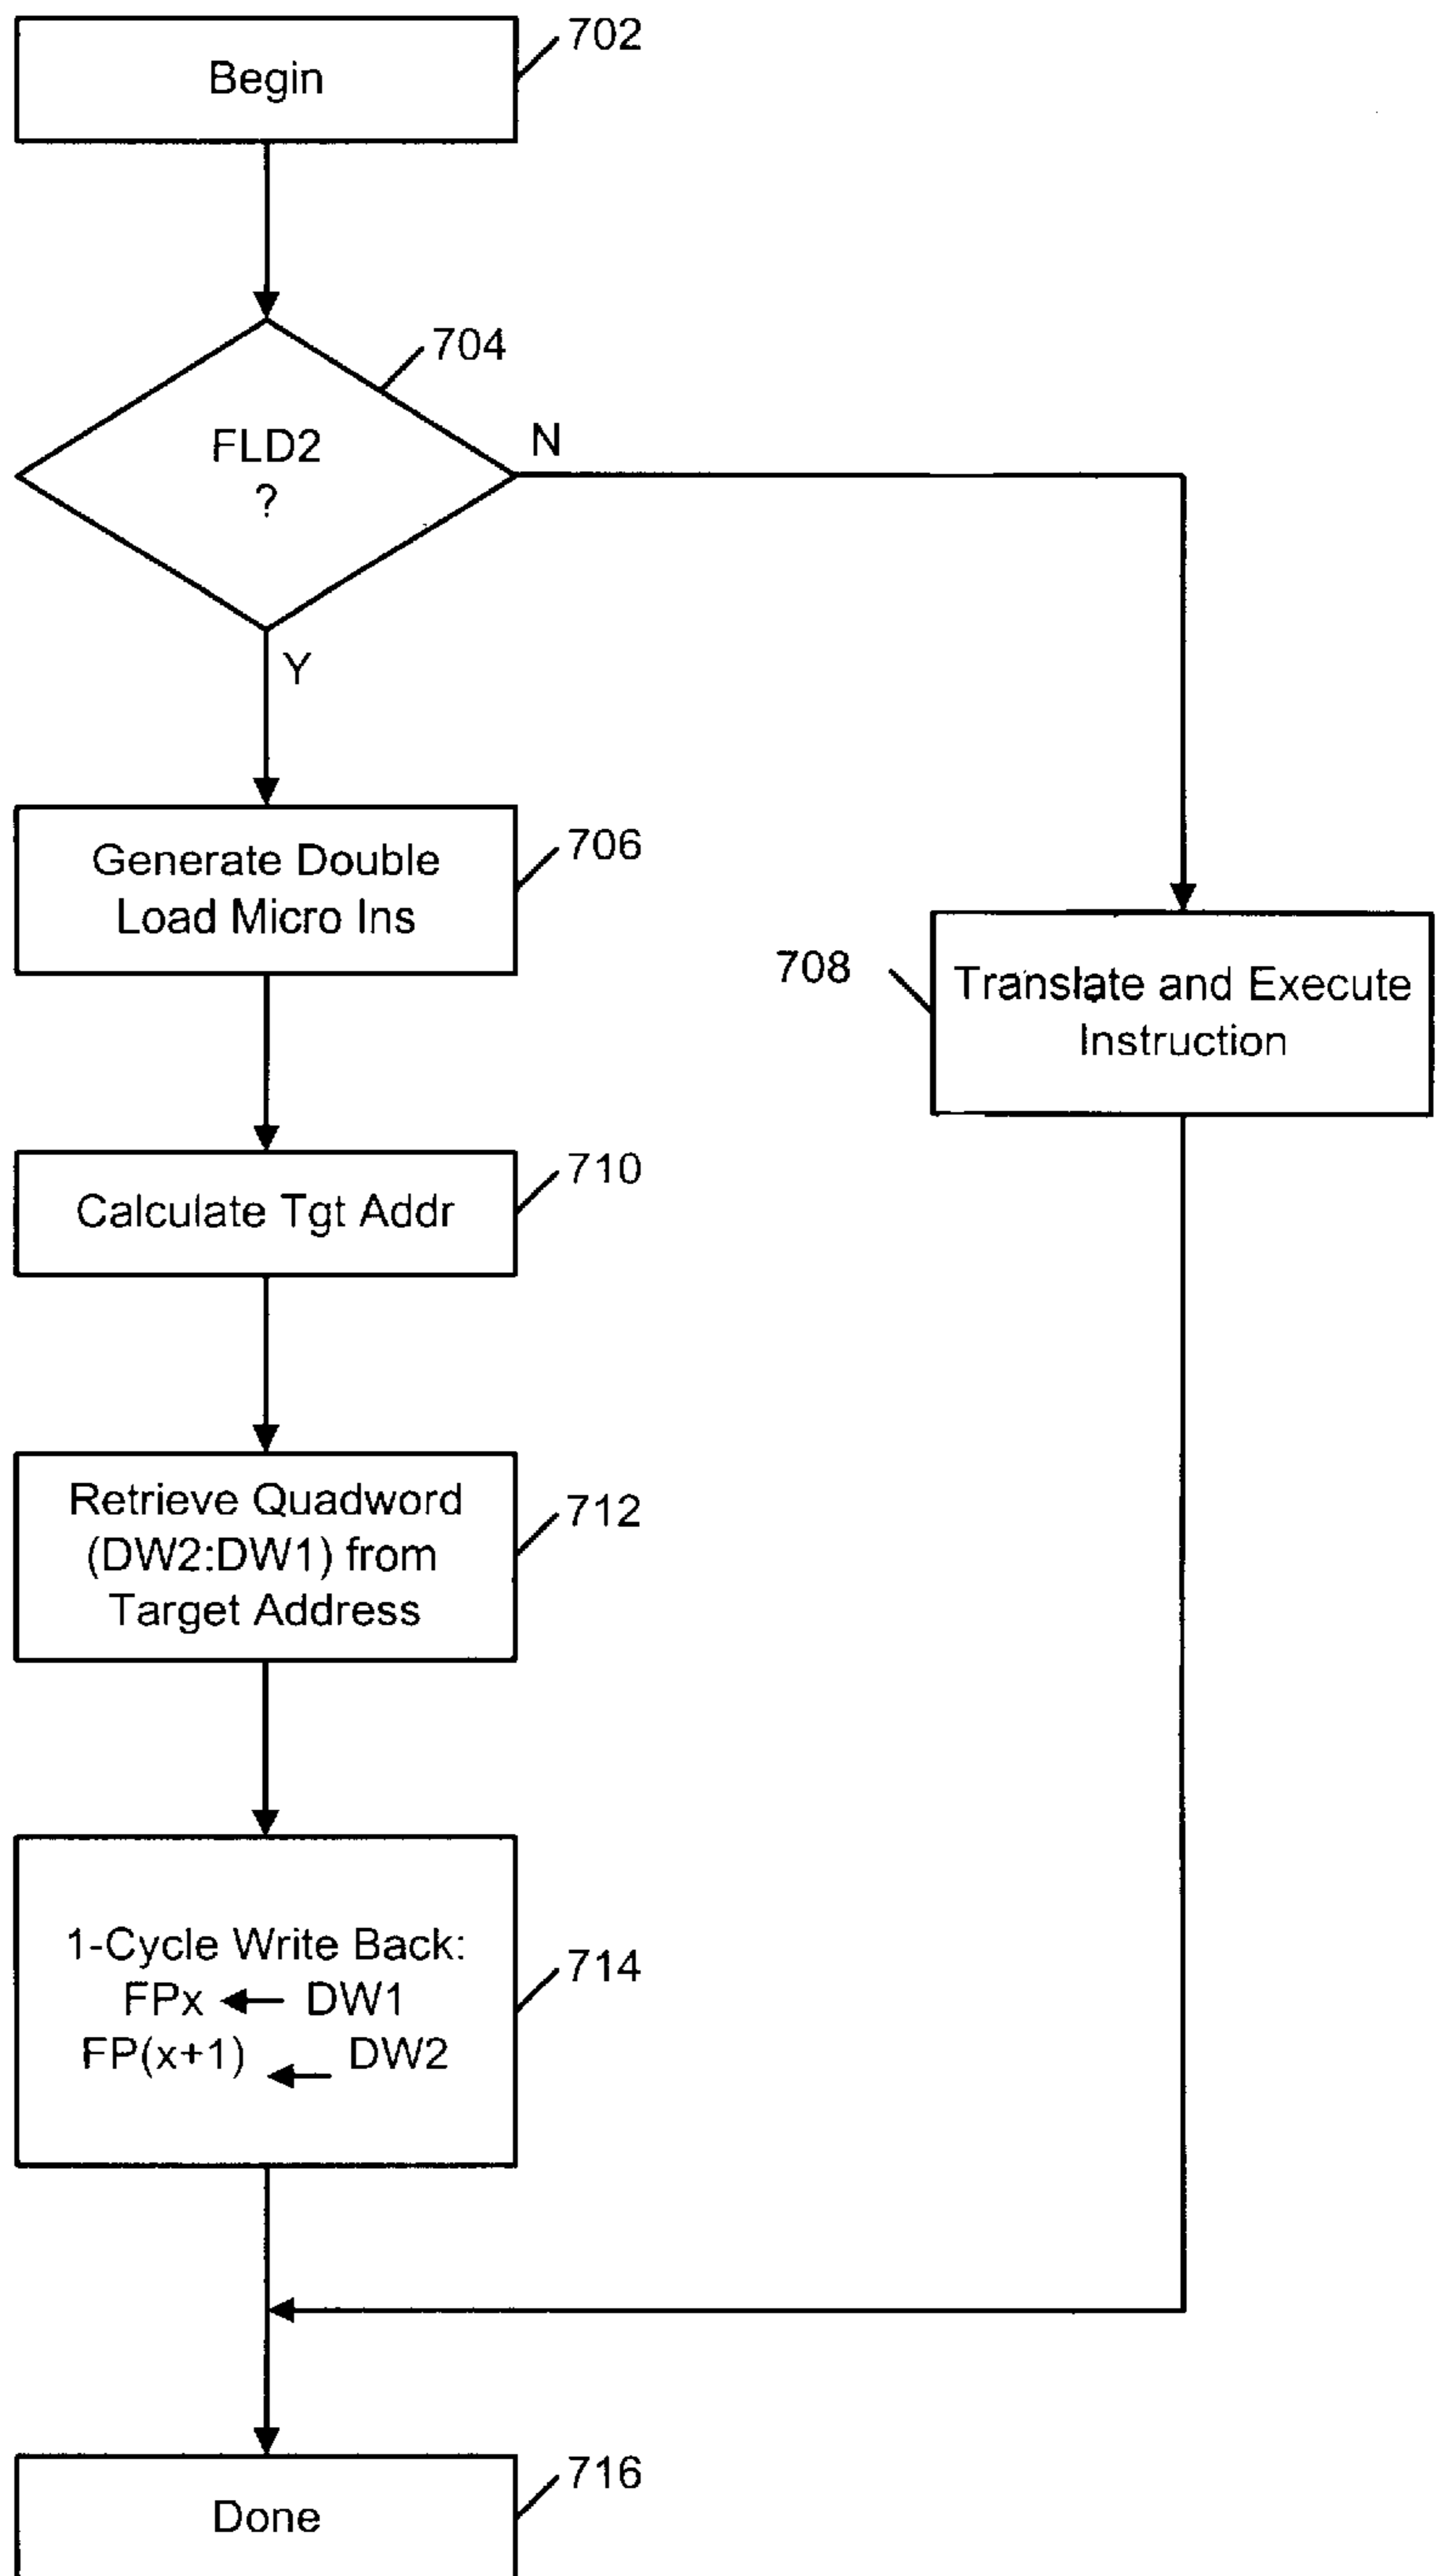 Begin
702
704
FLD2
?
N
Y
Generate Double
Load Micro Ins
706
708
Translate and Execute
Instruction
Calculate Tgt Addr
710
Retrieve Quadword
(DW2:DW1) from
Target Address
712
1-Cycle Write Back:
FPx ← DW1
FP(x+1) ← DW2
714
Done
716